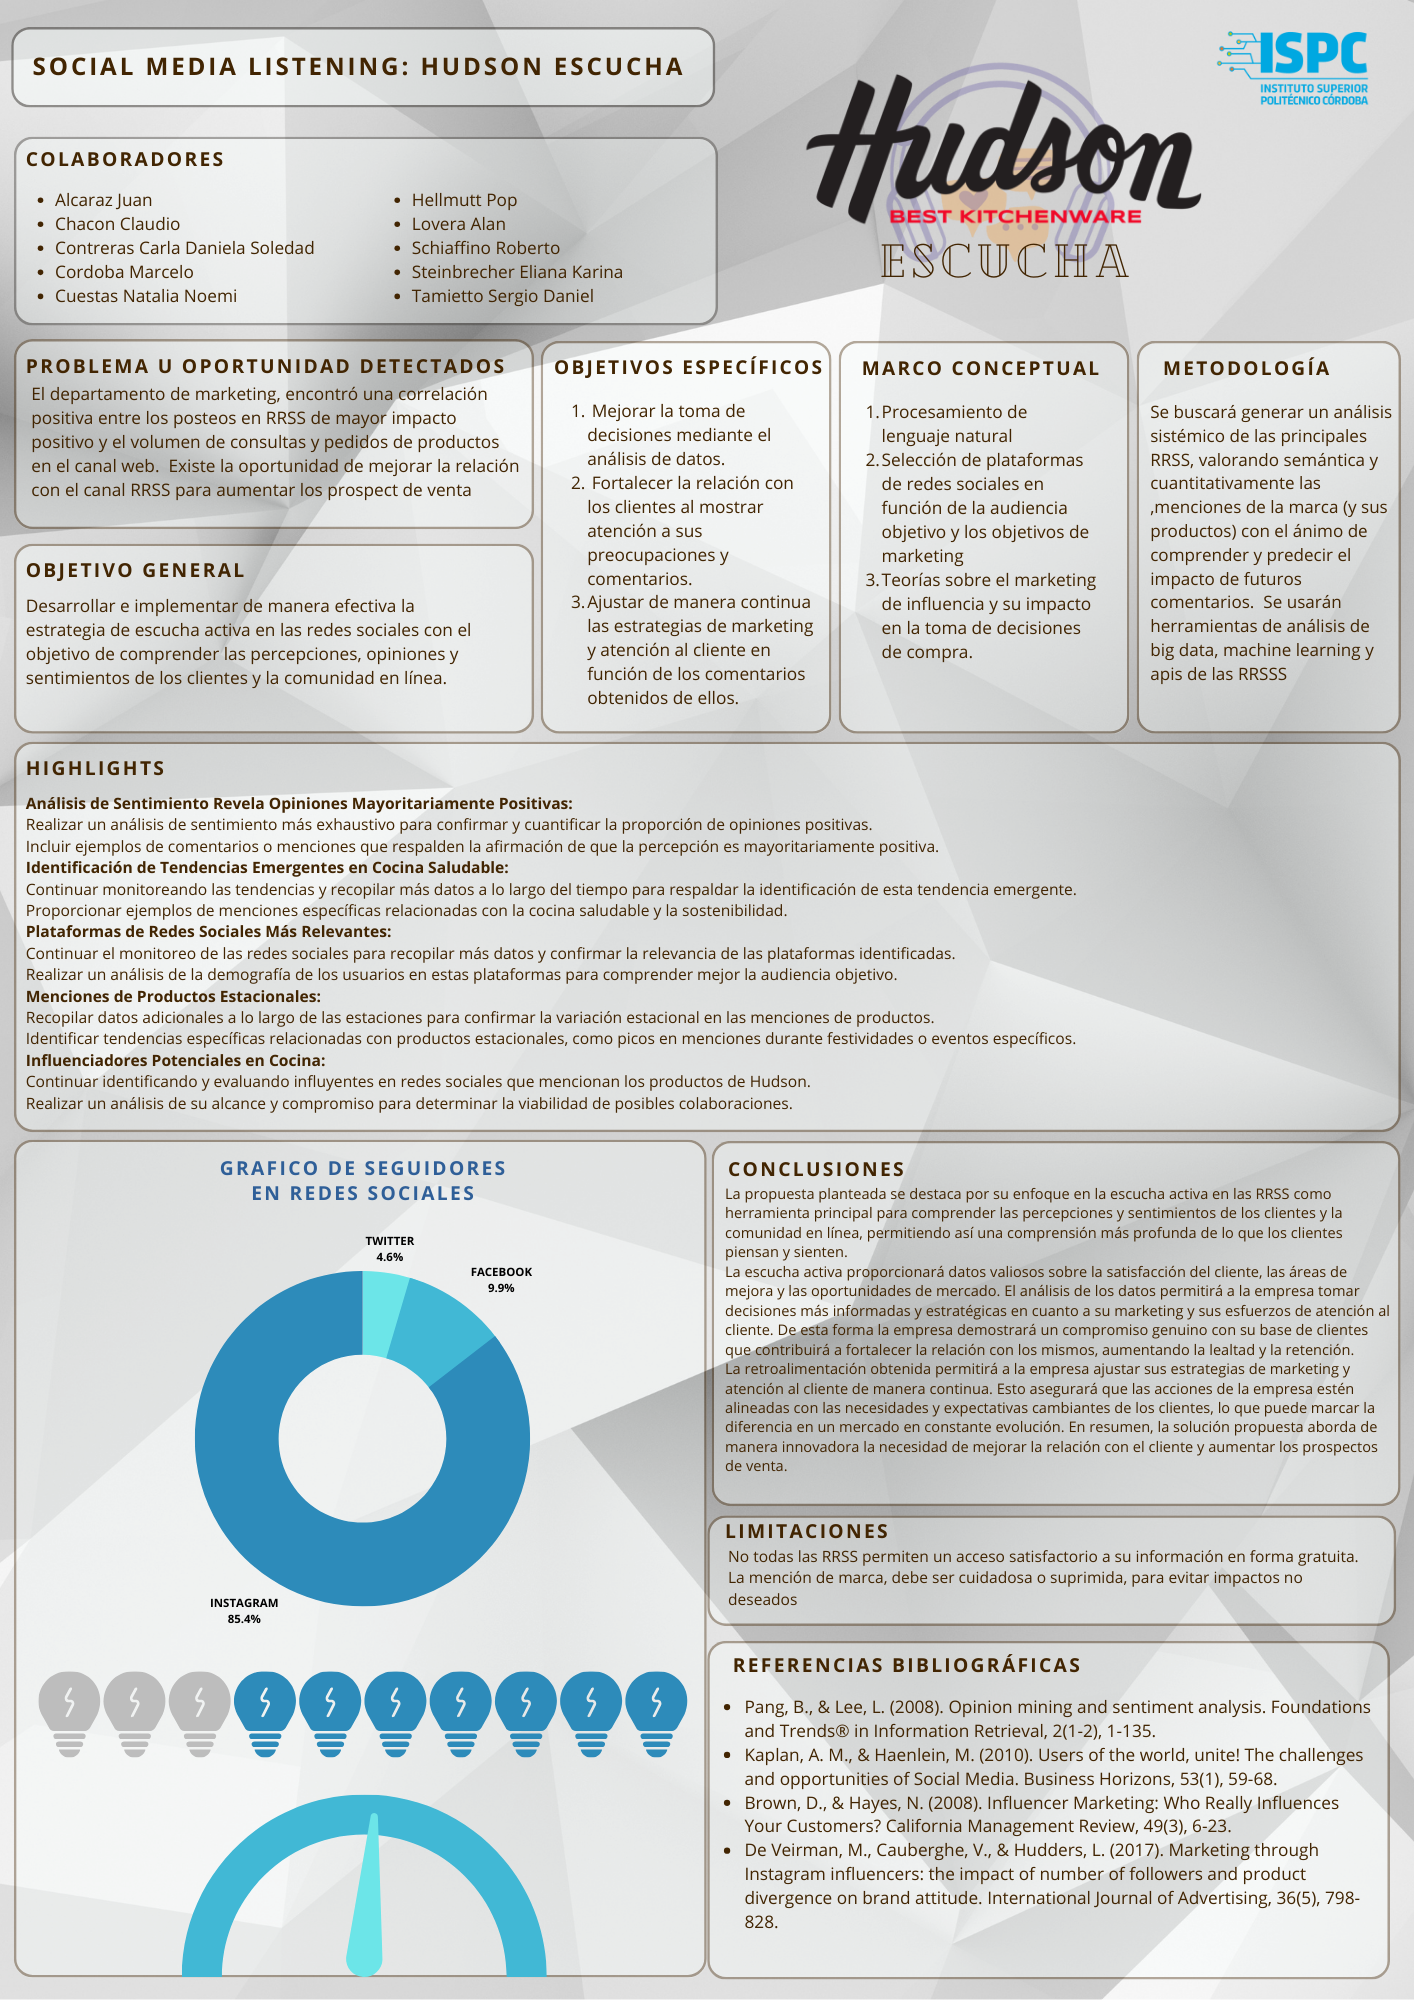 SOCIAL MEDIA LISTENING: HUDSON ESCUCHA
ISPC
INSTITUTO SUPERIOR
POLITÉCNICO CÓRDOBA
Hudson
BEST KITCHENWARE
ESCUCHA
COLABORADORES
• Alcaraz Juan
• Chacon Claudio
• Contreras Carla Daniela Soledad
• Cordoba Marcelo
• Cuestas Natalia Noemi
• Hellmutt Pop
• Lovera Alan
• Schiaffino Roberto
• Steinbrecher Eliana Karina
• Tamietto Sergio Daniel
PROBLEMA U OPORTUNIDAD DETECTADOS
El departamento de marketing, encontró una correlación
positiva entre los posteos en RRSS de mayor impacto
positivo y el volumen de consultas y pedidos de productos
en el canal web. Existe la oportunidad de mejorar la relación
con el canal RRSS para aumentar los prospect de venta
OBJETIVO GENERAL
Desarrollar e implementar de manera efectiva la
estrategia de escucha activa en las redes sociales con el
objetivo de comprender las percepciones, opiniones y
sentimientos de los clientes y la comunidad en línea.
OBJETIVOS ESPECÍFICOS
1. Mejorar la toma de
decisiones mediante el
análisis de datos.
2. Fortalecer la relación con
los clientes al mostrar
atención a sus
preocupaciones y
comentarios.
3. Ajustar de manera continua
las estrategias de marketing
y atención al cliente en
función de los comentarios
obtenidos de ellos.
MARCO CONCEPTUAL
1. Procesamiento de
lenguaje natural
2. Selección de plataformas
de redes sociales en
función de la audiencia
objetivo y los objetivos de
marketing
3. Teorías sobre el marketing
de influencia y su impacto
en la toma de decisiones
de compra.
METODOLOGÍA
Se buscará generar un análisis
sistémico de las principales
RRSS, valorando semántica y
cuantitativamente las
,menciones de la marca (y sus
productos) con el ánimo de
comprender y predecir el
impacto de futuros
comentarios. Se usarán
herramientas de análisis de
big data, machine learning y
apis de las RRSSS
HIGHLIGHTS
Análisis de Sentimiento Revela Opiniones Mayoritariamente Positivas:
Realizar un análisis de sentimiento más exhaustivo para confirmar y cuantificar la proporción de opiniones positivas.
Incluir ejemplos de comentarios o menciones que respalden la afirmación de que la percepción es mayoritariamente positiva.
Identificación de Tendencias Emergentes en Cocina Saludable:
Continuar monitoreando las tendencias y recopilar más datos a lo largo del tiempo para respaldar la identificación de esta tendencia emergente.
Proporcionar ejemplos de menciones específicas relacionadas con la cocina saludable y la sostenibilidad.
Plataformas de Redes Sociales Más Relevantes:
Continuar el monitoreo de las redes sociales para recopilar más datos y confirmar la relevancia de las plataformas identificadas.
Realizar un análisis de la demografía de los usuarios en estas plataformas para comprender mejor la audiencia objetivo.
Menciones de Productos Estacionales:
Recopilar datos adicionales a lo largo de las estaciones para confirmar la variación estacional en las menciones de productos.
Identificar tendencias específicas relacionadas con productos estacionales, como picos en menciones durante festividades o eventos específicos.
Influenciadores Potenciales en Cocina:
Continuar identificando y evaluando influyentes en redes sociales que mencionan los productos de Hudson.
Realizar un análisis de su alcance y compromiso para determinar la viabilidad de posibles colaboraciones.
GRAFICO DE SEGUIDORES
EN REDES SOCIALES
TWITTER
4.6%
FACEBOOK
9.9%
INSTAGRAM
85.4%
CONCLUSIONES
La propuesta planteada se destaca por su enfoque en la escucha activa en las RRSS como
herramienta principal para comprender las percepciones y sentimientos de los clientes y la
comunidad en línea, permitiendo así una comprensión más profunda de lo que los clientes
piensan y sienten.
La escucha activa proporcionará datos valiosos sobre la satisfacción del cliente, las áreas de
mejora y las oportunidades de mercado. El análisis de los datos permitirá a la empresa tomar
decisiones más informadas y estratégicas en cuanto a su marketing y sus esfuerzos de atención al
cliente. De esta forma la empresa demostrará un compromiso genuino con su base de clientes
que contribuirá a fortalecer la relación con los mismos, aumentando la lealtad y la retención.
La retroalimentación obtenida permitirá a la empresa ajustar sus estrategias de marketing y
atención al cliente de manera continua. Esto asegurará que las acciones de la empresa estén
alineadas con las necesidades y expectativas cambiantes de los clientes, lo que puede marcar la
diferencia en un mercado en constante evolución. En resumen, la solución propuesta aborda de
manera innovadora la necesidad de mejorar la relación con el cliente y aumentar los prospectos
de venta.
LIMITACIONES
No todas las RRSS permiten un acceso satisfactorio a su información en forma gratuita.
La mención de marca, debe ser cuidadosa o suprimida, para evitar impactos no
deseados
REFERENCIAS BIBLIOGRÁFICAS
• Pang, B., & Lee, L. (2008). Opinion mining and sentiment analysis. Foundations
and Trends® in Information Retrieval, 2(1-2), 1-135.
• Kaplan, A. M., & Haenlein, M. (2010). Users of the world, unite! The challenges
and opportunities of Social Media. Business Horizons, 53(1), 59-68.
• Brown, D., & Hayes, N. (2008). Influencer Marketing: Who Really Influences
Your Customers? California Management Review, 49(3), 6-23.
• De Veirman, M., Cauberghe, V., & Hudders, L. (2017). Marketing through
Instagram influencers: the impact of number of followers and product
divergence on brand attitude. International Journal of Advertising, 36(5), 798-
828.